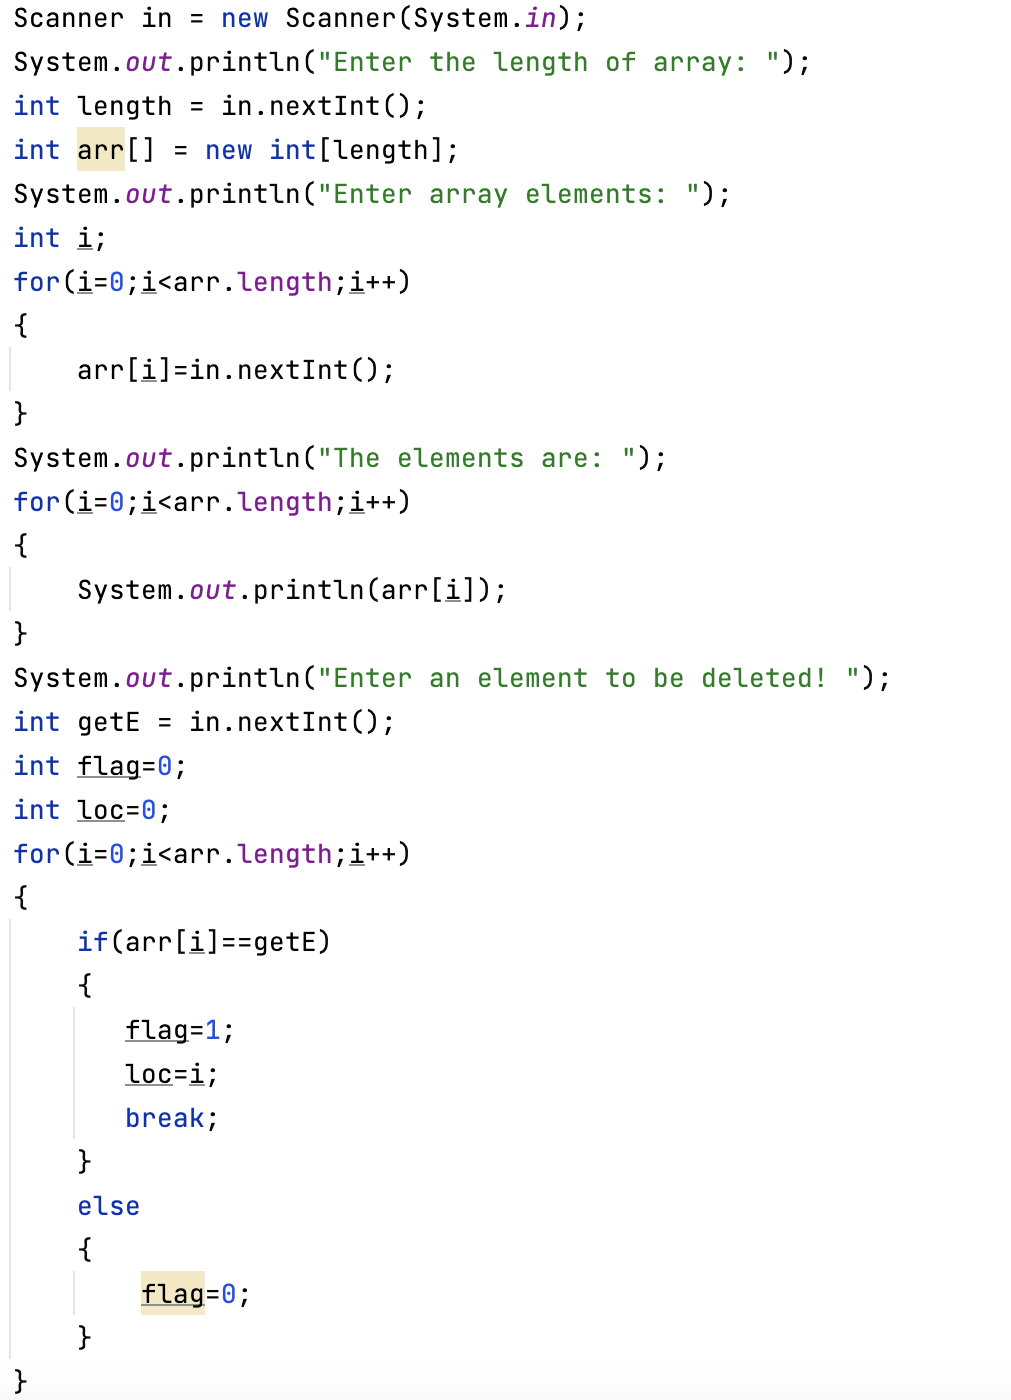 Scanner in = new Scanner(System.in);
System.out.println("Enter the length of array: ");
int length = in.nextInt();
int arr[] = new int[length];
System.out.println("Enter array elements: ");
int i;
for(i=0;i<arr.length;i++)
{
    arr[i]=in.nextInt();
}
System.out.println("The elements are: ");
for(i=0;i<arr.length;i++)
{
    System.out.println(arr[i]);
}
System.out.println("Enter an element to be deleted! ");
int getE = in.nextInt();
int flag=0;
int loc=0;
for(i=0;i<arr.length;i++)
{
    if(arr[i]==getE)
    {
       flag=1;
       loc=i;
       break;
    }
    else
    {
        flag=0;
    }
}